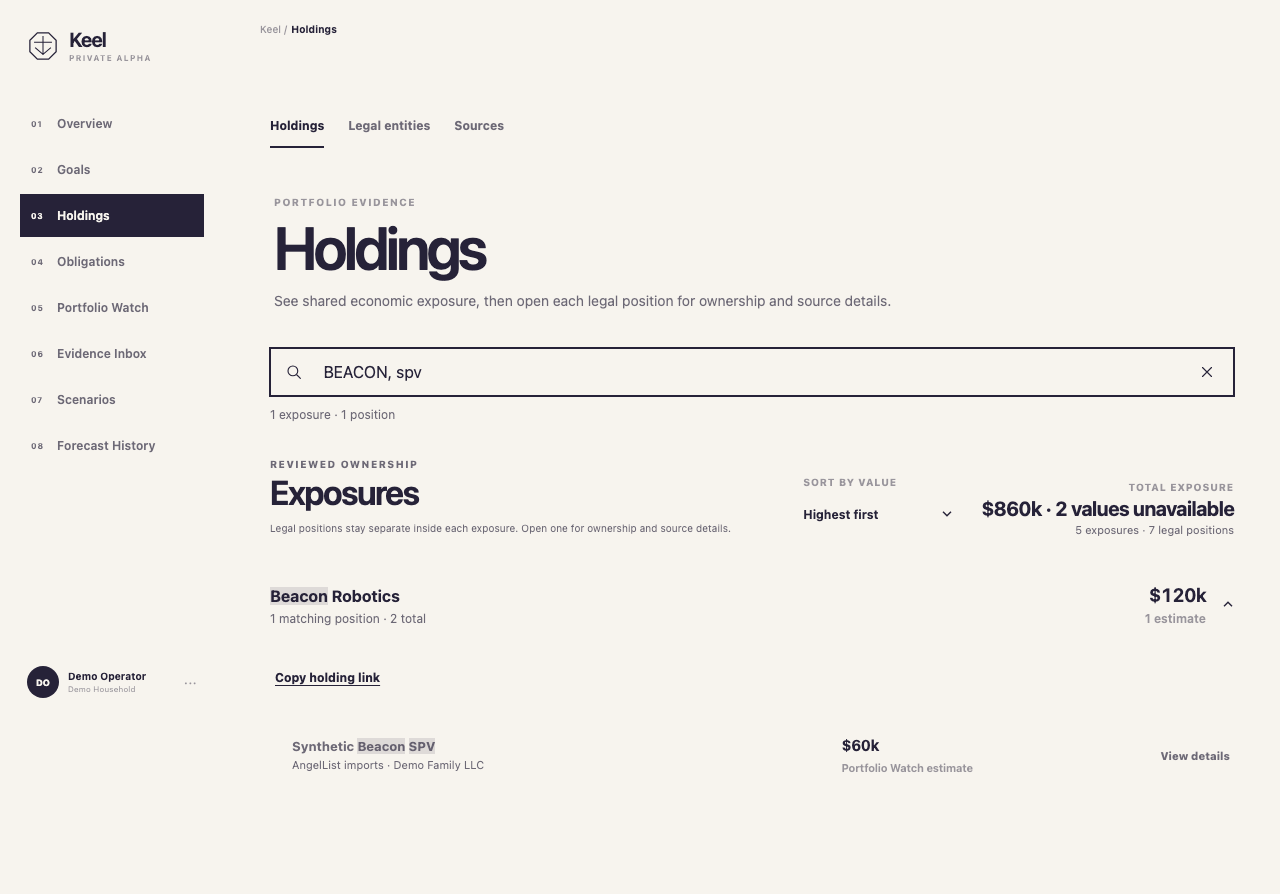 Keel
PRIVATE ALPHA
01 Overview
02 Goals
03 Holdings
04 Obligations
05 Portfolio Watch
06 Evidence Inbox
07 Scenarios
08 Forecast History
DO
Demo Operator
Demo Household
...
Keel / Holdings
Holdings Legal entities Sources
PORTFOLIO EVIDENCE
Holdings
See shared economic exposure, then open each legal position for ownership and source details.
BEACON, spv
1 exposure · 1 position
REVIEWED OWNERSHIP
Exposures
Legal positions stay separate inside each exposure. Open one for ownership and source details.
SORT BY VALUE
Highest first
TOTAL EXPOSURE
$860k · 2 values unavailable
5 exposures · 7 legal positions
Beacon Robotics
1 matching position · 2 total
$120k
1 estimate
Copy holding link
Synthetic Beacon SPV
AngelList imports · Demo Family LLC
$60k
Portfolio Watch estimate
View details